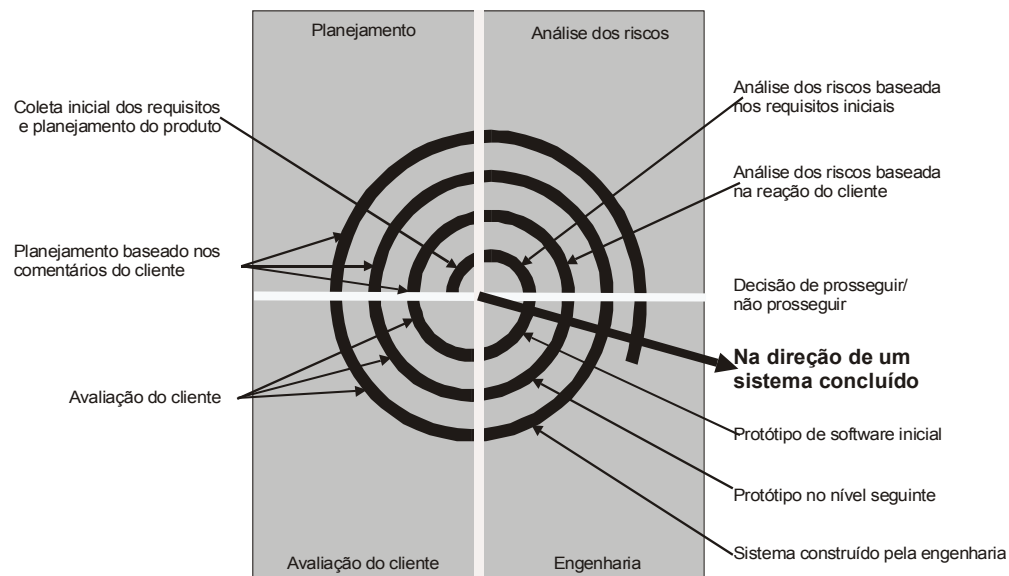 Planejamento
Análise dos riscos
Coleta inicial dos requisitos
e planejamento do produto
Análise dos riscos baseada
nos requisitos iniciais
Análise dos riscos baseada
na reação do cliente
Planejamento baseado nos
comentários do cliente
Decisão de prosseguir/
não prosseguir
Na direção de um
sistema concluído
Avaliação do cliente
Protótipo de software inicial
Protótipo no nível seguinte
Sistema construído pela engenharia
Avaliação do cliente
Engenharia